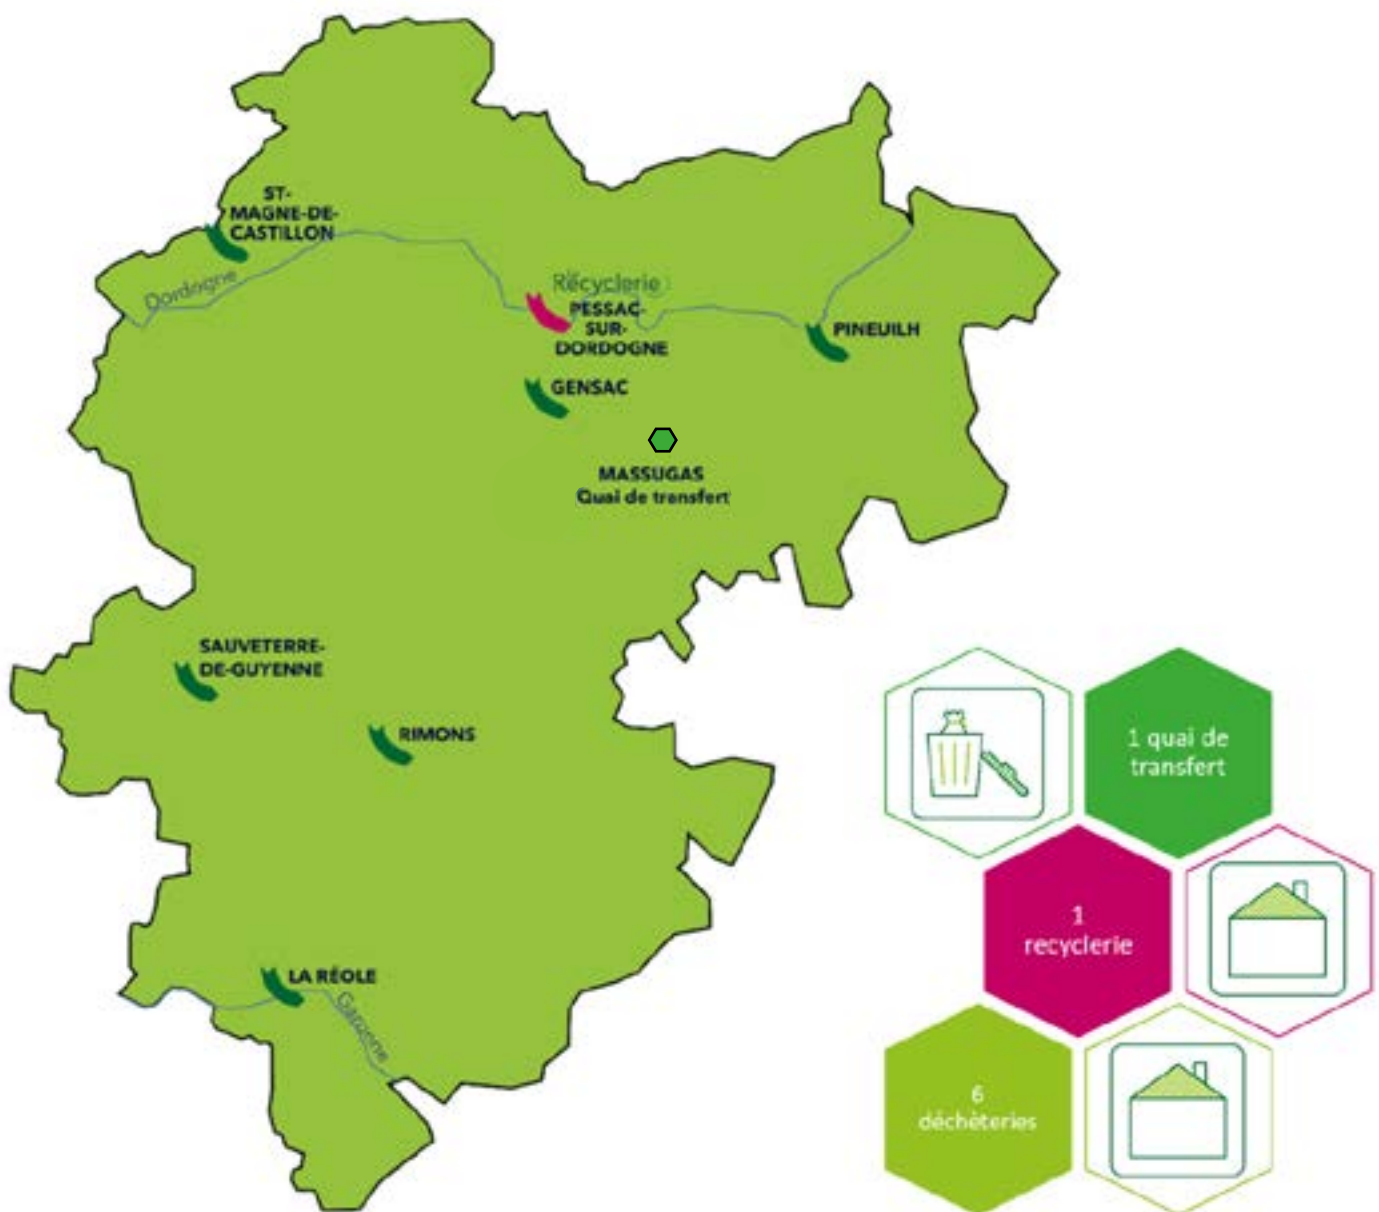 ST-
MAGNE-DE-
CASTILLON
Dordogne
Récyclerie
PESSAC-
SUR-
DORDOGNE
PINEUILH
GENSAC
MASSUGAS
Quai de transfert
SAUVETERRE-
DE-GUYENNE
RIMONS
LA RÉOLE
Garonne
1 quai de
transfert
1
recyclerie
6
déchèteries